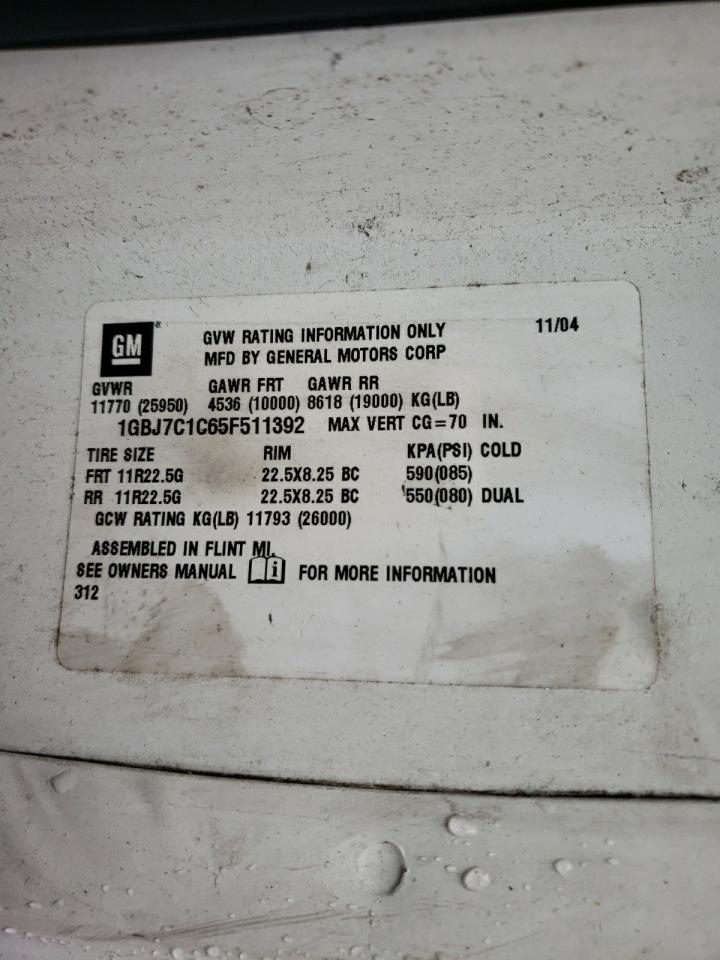 GM®
GVW RATING INFORMATION ONLY 11/04
MFD BY GENERAL MOTORS CORP
GVWR GAWR FRT GAWR RR
11770 (25950) 4536 (10000) 8618 (19000) KG(LB)
1GBJ7C1C65F511392 MAX VERT CG=70 IN.
TIRE SIZE RIM KPA(PSI) COLD
FRT 11R22.5G 22.5X8.25 BC 590(085)
RR 11R22.5G 22.5X8.25 BC 550(080) DUAL
GCW RATING KG(LB) 11793 (26000)
ASSEMBLED IN FLINT MI.
SEE OWNERS MANUAL i FOR MORE INFORMATION
312